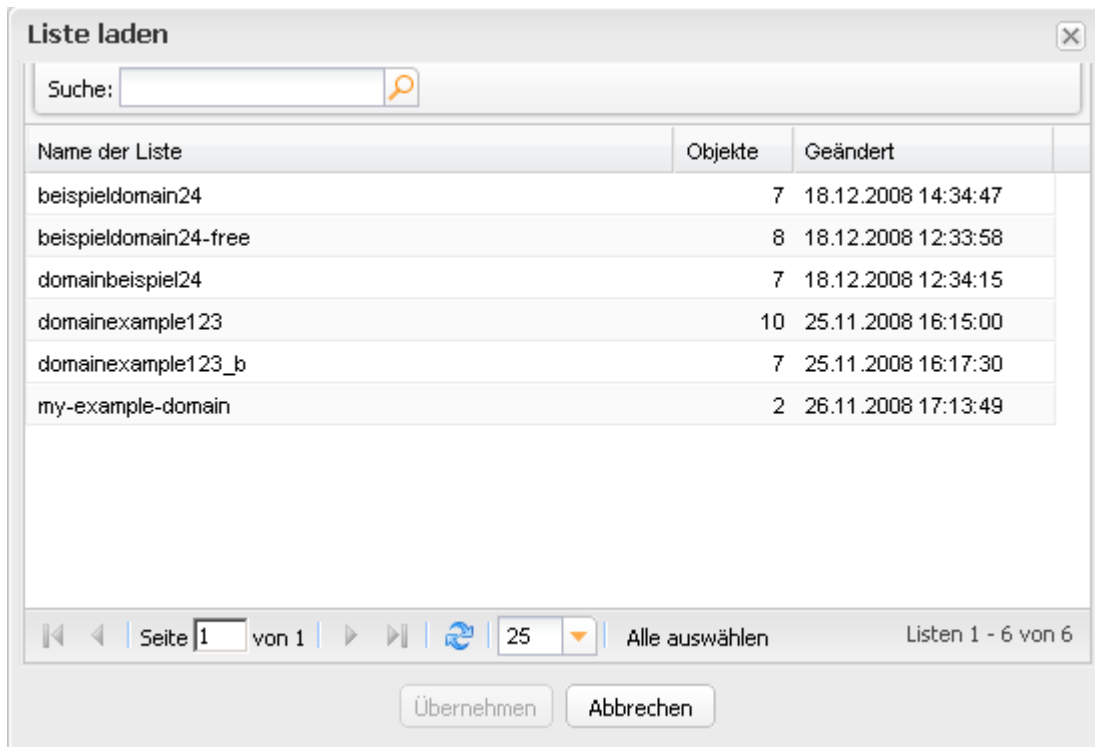 Liste laden
Suche:
Name der Liste Objekte Geändert
beispieldomain24 7 18.12.2008 14:34:47
beispieldomain24-free 8 18.12.2008 12:33:58
domainbeispiel24 7 18.12.2008 12:34:15
domainexample123 10 25.11.2008 16:15:00
domainexample123_b 7 25.11.2008 16:17:30
my-example-domain 2 26.11.2008 17:13:49
Seite 1 von 1 25 Alle auswählen Listen 1 - 6 von 6
Übernehmen Abbrechen